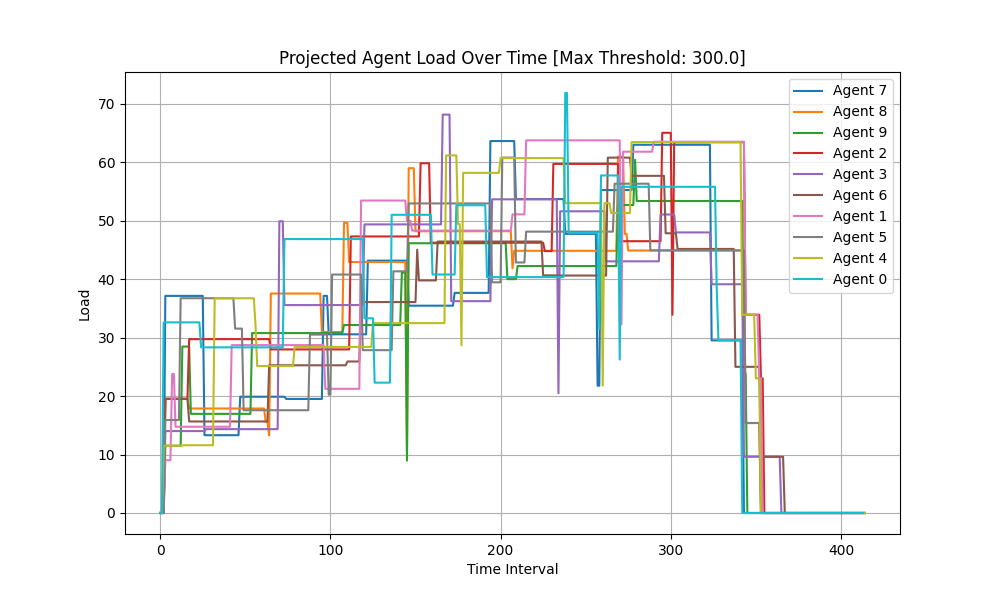 Projected Agent Load Over Time [Max Threshold: 300.0]
Load
70
60
50
40
30
20
10
0
0 100 200 300 400
Time Interval
Agent 7
Agent 8
Agent 9
Agent 2
Agent 3
Agent 6
Agent 1
Agent 5
Agent 4
Agent 0